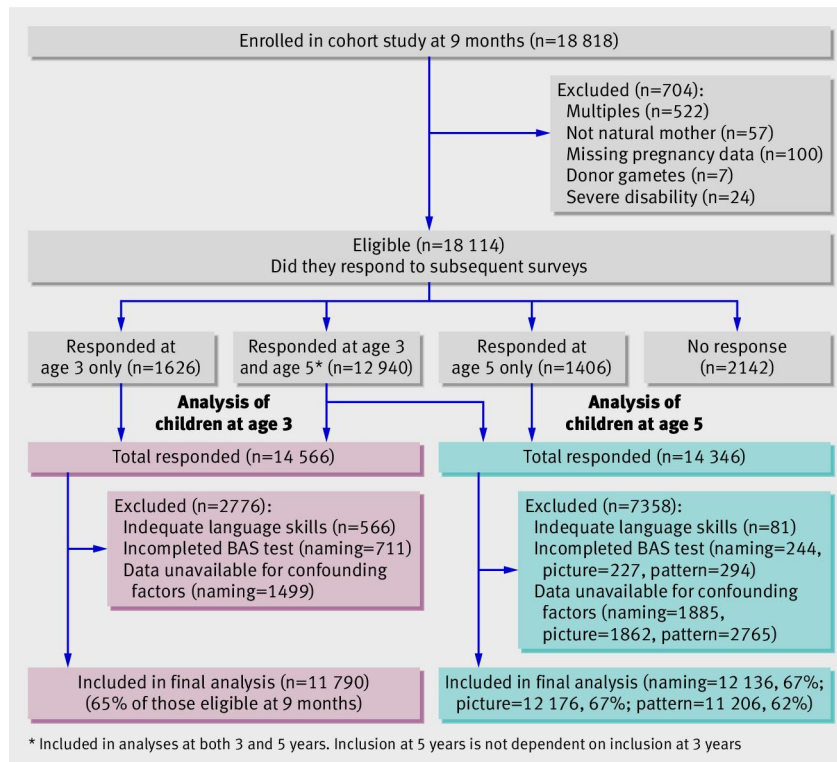 Enrolled in cohort study at 9 months (n=18 818)
Excluded (n=704):
Multiples (n=522)
Not natural mother (n=57)
Missing pregnancy data (n=100)
Donor gametes (n=7)
Severe disability (n=24)
Eligible (n=18 114)
Did they respond to subsequent surveys
Responded at
age 3 only (n=1626)
Responded at age 3
and age 5* (n=12 940)
Responded at
age 5 only (n=1406)
No response
(n=2142)
Analysis of
children at age 3
Analysis of
children at age 5
Total responded (n=14 566)
Total responded (n=14 346)
Excluded (n=2776):
Indequate language skills (n=566)
Incompleted BAS test (naming=711)
Data unavailable for confounding
factors (naming=1499)
Excluded (n=7358):
Indequate language skills (n=81)
Incompleted BAS test (naming=244,
picture=227, pattern=294)
Data unavailable for confounding
factors (naming=1885,
picture=1862, pattern=2765)
Included in final analysis (n=11 790)
(65% of those eligible at 9 months)
Included in final analysis (naming=12 136, 67%;
picture=12 176, 67%; pattern=11 206, 62%)
* Included in analyses at both 3 and 5 years. Inclusion at 5 years is not dependent on inclusion at 3 years